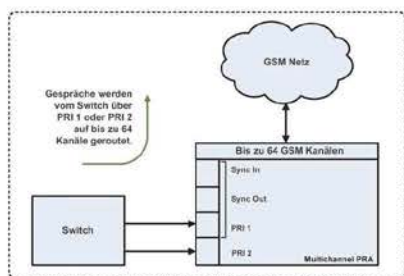 GSM Netz
Gespräche werden
vom Switch über
PRI 1 oder PRI 2
auf bis zu 64
Kanäle geroutet.
Bis zu 64 GSM Kanälen
Sync In
Sync Out
PRI 1
PRI 2
Switch
Multichannel PRA